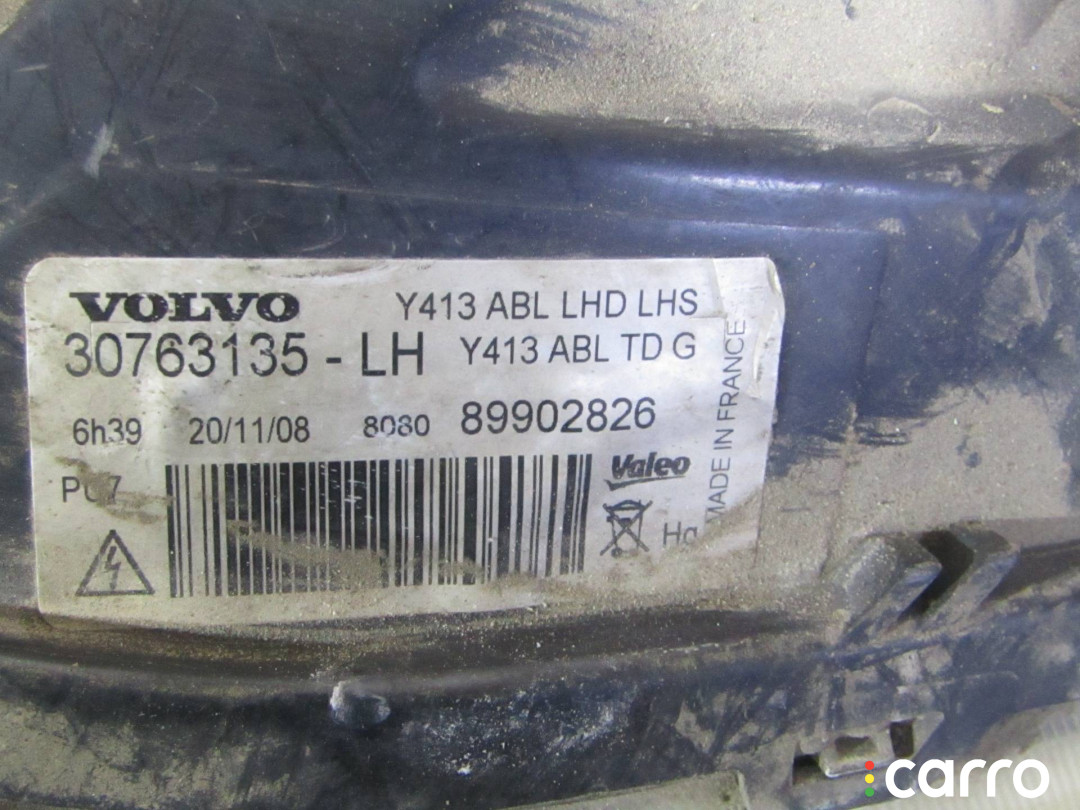 VOLVO Y413 ABL LHD LHS
30763135 - LH Y413 ABL TD G
6h39 20/11/08 8080 89902826
Valeo
Hg
MADE IN FRANCE
carro